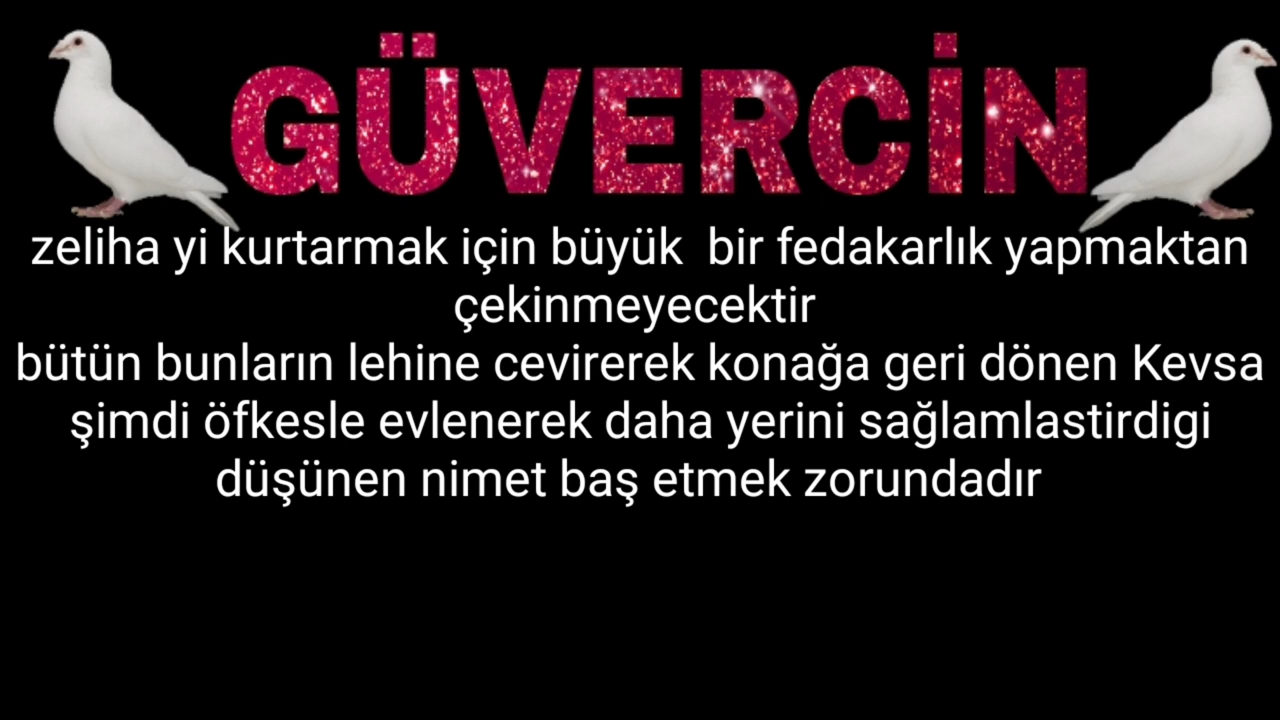 GÜVERCİN
zeliha yi kurtarmak için büyük  bir fedakarlık yapmaktan
çekinmeyecektir
bütün bunların lehine cevirerek konağa geri dönen Kevsa
şimdi öfkesle evlenerek daha yerini sağlamlastirdigi
düşünen nimet baş etmek zorundadır